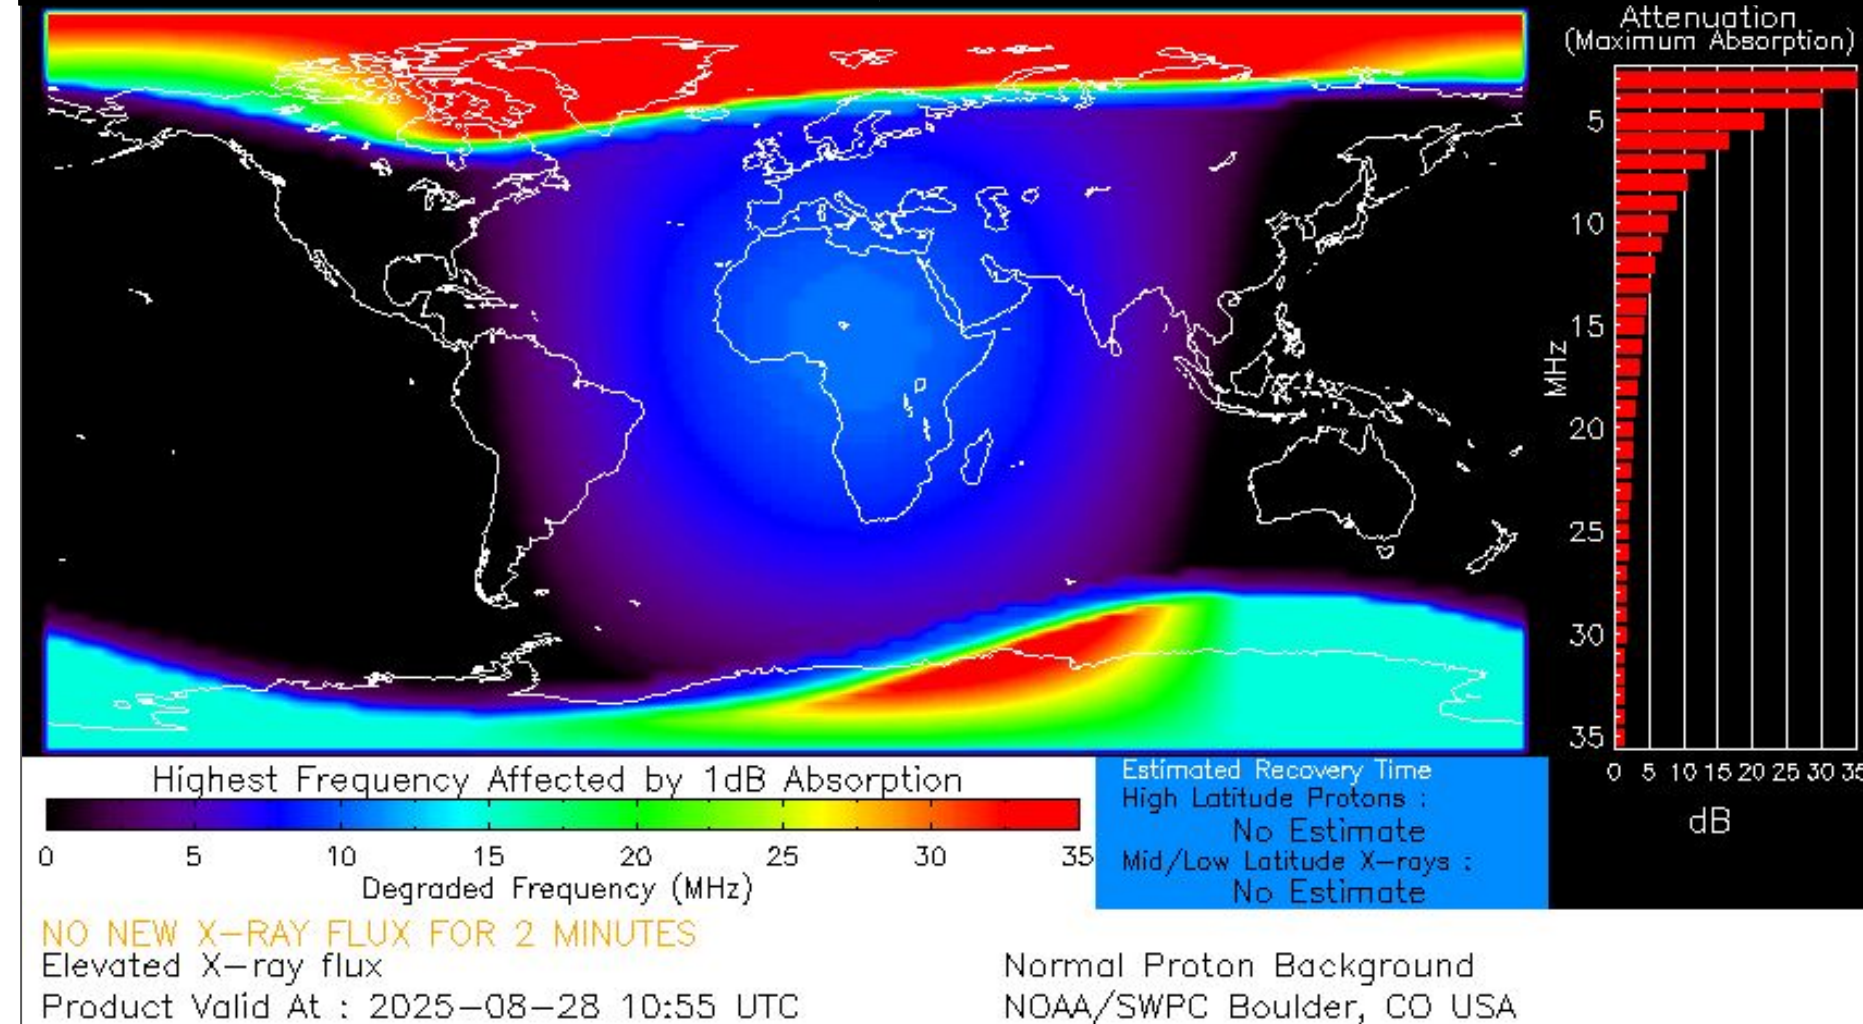 Attenuation
(Maximum Absorption)
5
10
15
20
25
30
35
MHz
0 5 10 15 20 25 30 35
dB
Highest Frequency Affected by 1dB Absorption
0 5 10 15 20 25 30 35
Degraded Frequency (MHz)
Estimated Recovery Time
High Latitude Protons :
No Estimate
Mid/Low Latitude X-rays :
No Estimate
NO NEW X-RAY FLUX FOR 2 MINUTES
Elevated X-ray flux
Normal Proton Background
Product Valid At : 2025-08-28 10:55 UTC
NOAA/SWPC Boulder, CO USA